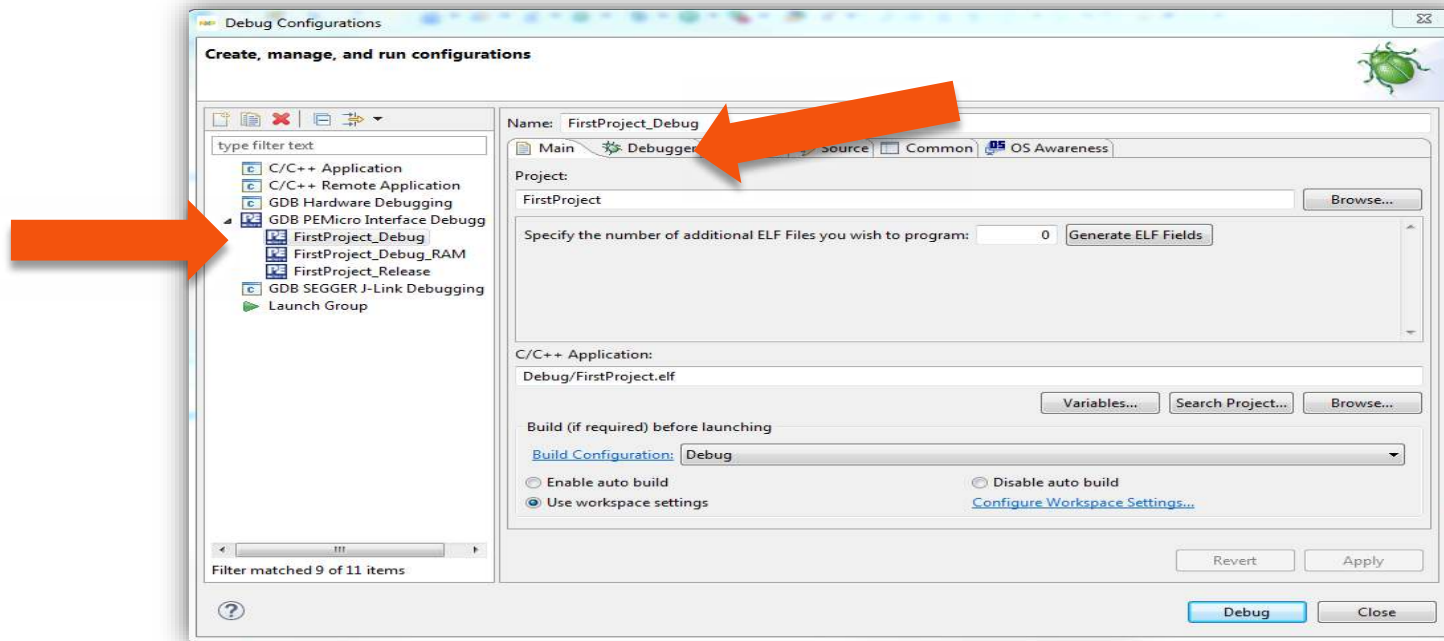 Debug Configurations
Create, manage, and run configurations
type filter text
C/C++ Application
C/C++ Remote Application
GDB Hardware Debugging
GDB PEMicro Interface Debugg
FirstProject_Debug
FirstProject_Debug_RAM
FirstProject_Release
GDB SEGGER J-Link Debugging
Launch Group
Filter matched 9 of 11 items
Name: FirstProject_Debug
Main Debugger Source Common OS Awareness
Project:
FirstProject Browse...
Specify the number of additional ELF Files you wish to program: 0 Generate ELF Fields
C/C++ Application:
Debug/FirstProject.elf
Variables... Search Project... Browse...
Build (if required) before launching
Build Configuration: Debug
Enable auto build Disable auto build
Use workspace settings Configure Workspace Settings...
Revert Apply
Debug Close